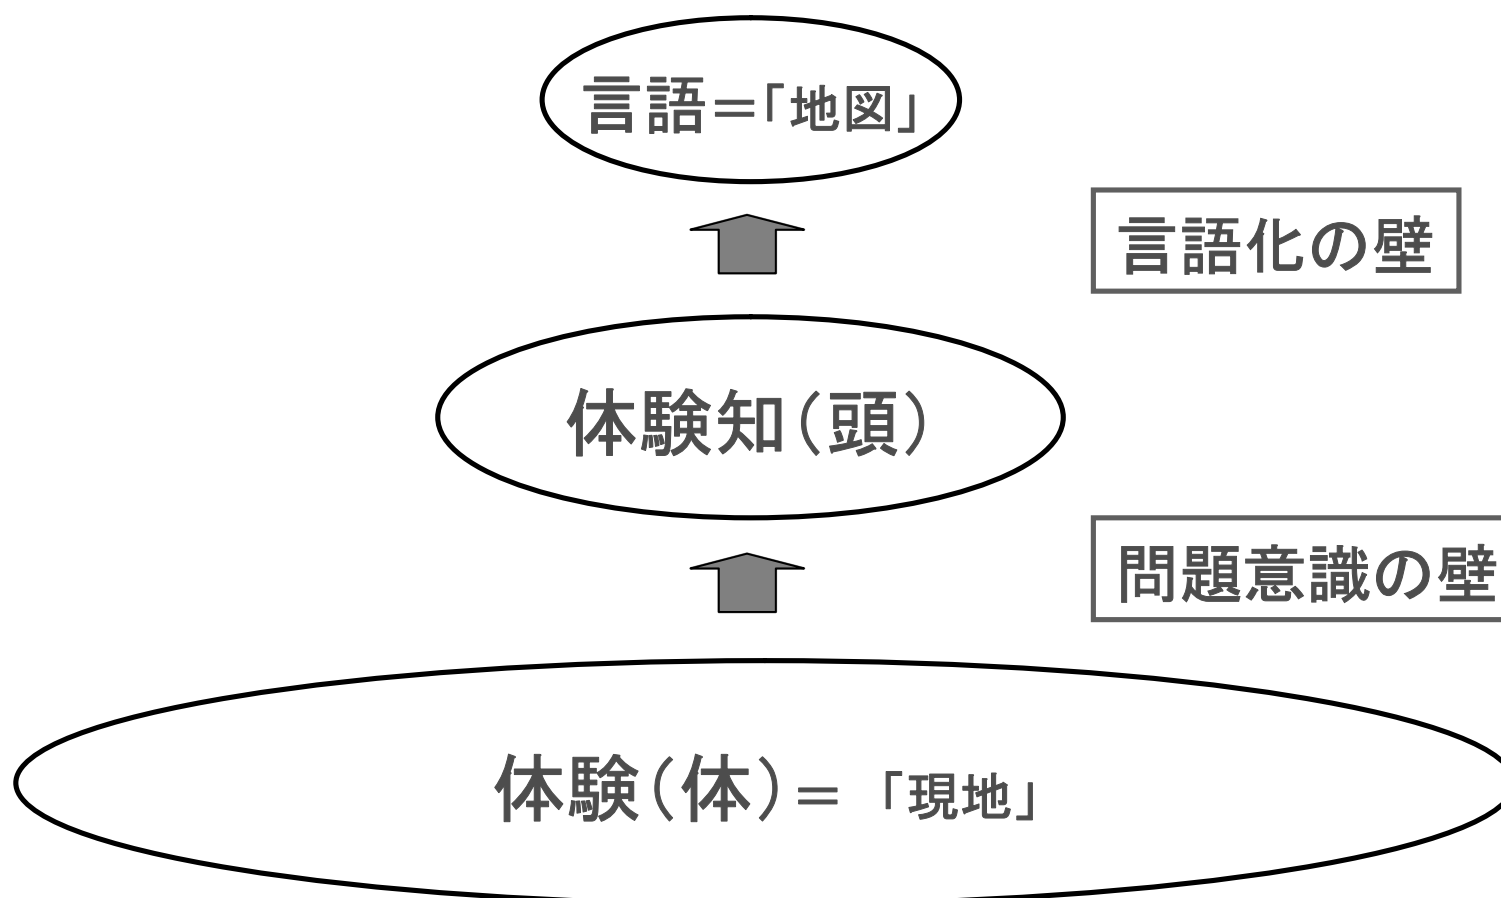 言語=「地図」
言語化の壁
体験知(頭)
問題意識の壁
体験(体)= 「現地」